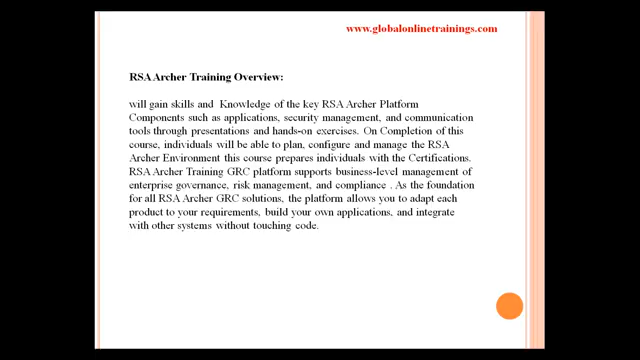 www.globalonlinetrainings.com
RSA Archer Training Overview:
will gain skills and Knowledge of the key RSA Archer Platform
Components such as applications, security management, and communication
tools through presentations and hands-on exercises. On Completion of this
course, individuals will be able to plan, configure and manage the RSA
Archer Environment this course prepares individuals with the Certifications.
RSA Archer Training GRC platform supports business-level management of
enterprise governance, risk management, and compliance . As the foundation
for all RSA Archer GRC solutions, the platform allows you to adapt each
product to your requirements, build your own applications, and integrate
with other systems without touching code.